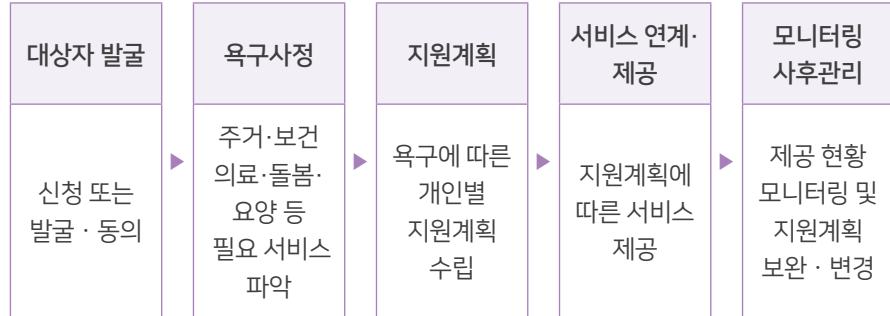 대상자 발굴
신청 또는
발굴 · 동의
욕구사정
주거·보건
의료·돌봄·
요양 등
필요 서비스
파악
지원계획
욕구에 따른
개인별
지원계획
수립
서비스 연계·
제공
지원계획에
따른 서비스
제공
모니터링
사후관리
제공 현황
모니터링 및
지원계획
보완 · 변경